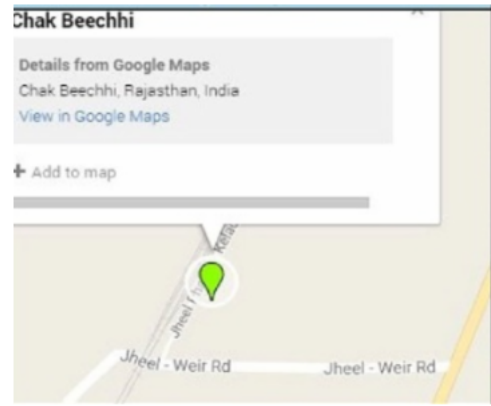 Chak Beechhi
Details from Google Maps
Chak Beechhi, Rajasthan, India
View in Google Maps
+ Add to map
Jheel
Jheel - Weir Rd
Jheel - Weir Rd